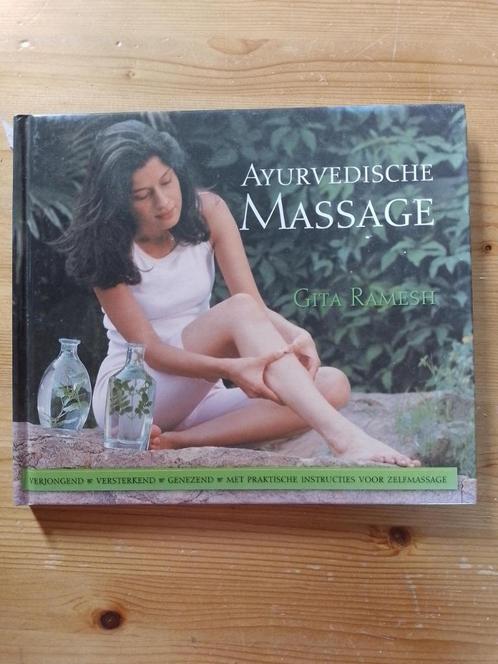 AYURVEDISCHE
MASSAGE
GITA RAMESH
VERJONGEND VERSTERKEND GENEZEND MET PRAKTISCHE INSTRUCTIES VOOR ZELFMASSAGE